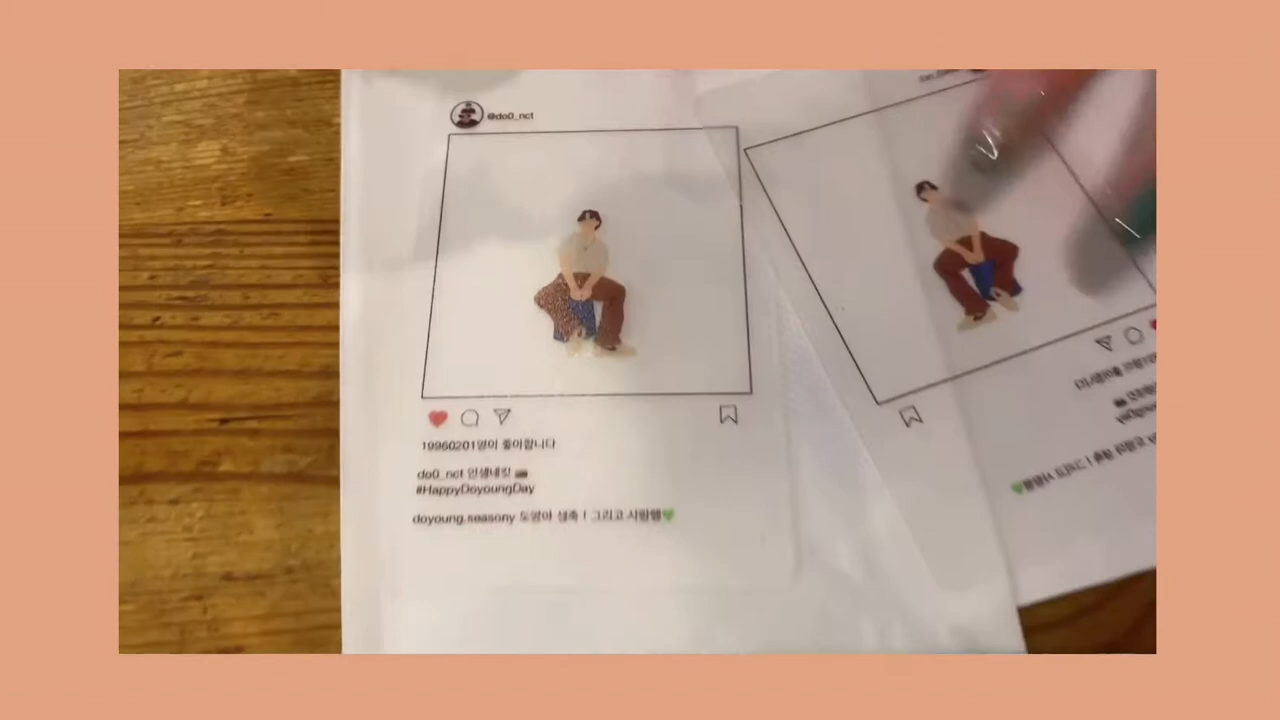 @do0_nct
19960201명이 좋아합니다
do0_nct 인생네컷
#HappyDoyoungDay
doyoung.seasony 도영아 생축! 그리고 사랑해💚